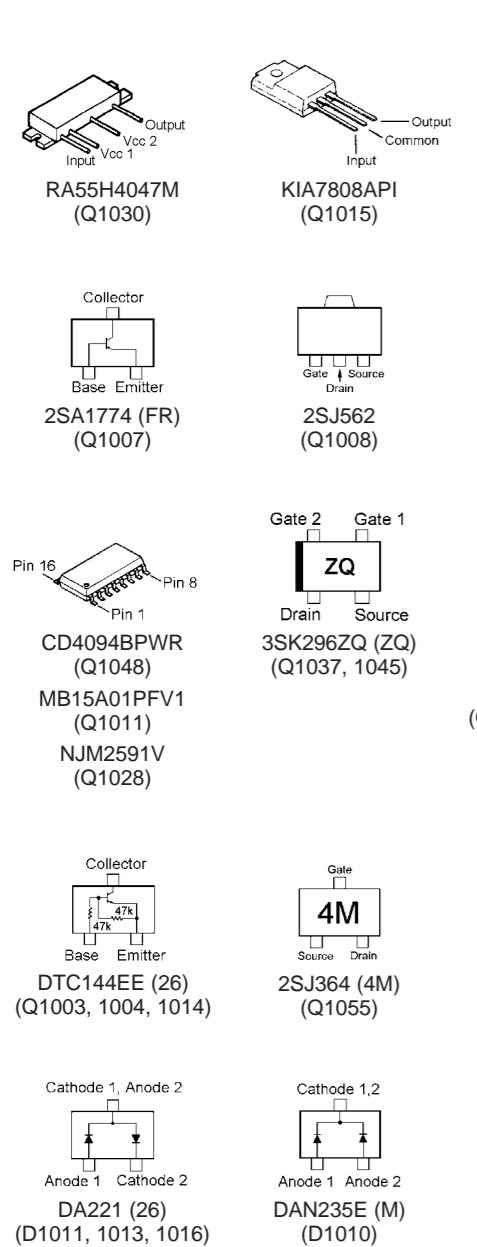 Output
Vcc 2
Vcc 1
Input
RA55H4047M
(Q1030)
Output
Common
Input
KIA7808API
(Q1015)
Collector
Base Emitter
2SA1774 (FR)
(Q1007)
Gate Source
Drain
2SJ562
(Q1008)
Pin 16
Pin 8
Pin 1
CD4094BPWR
(Q1048)
MB15A01PFV1
(Q1011)
NJM2591V
(Q1028)
Gate 2 Gate 1
ZQ
Drain Source
3SK296ZQ (ZQ)
(Q1037, 1045)
(
Collector
47k
47k
Base Emitter
DTC144EE (26)
(Q1003, 1004, 1014)
Gate
4M
Source Drain
2SJ364 (4M)
(Q1055)
Cathode 1, Anode 2
Anode 1 Cathode 2
DA221 (26)
(D1011, 1013, 1016)
Cathode 1,2
Anode 1 Anode 2
DAN235E (M)
(D1010)